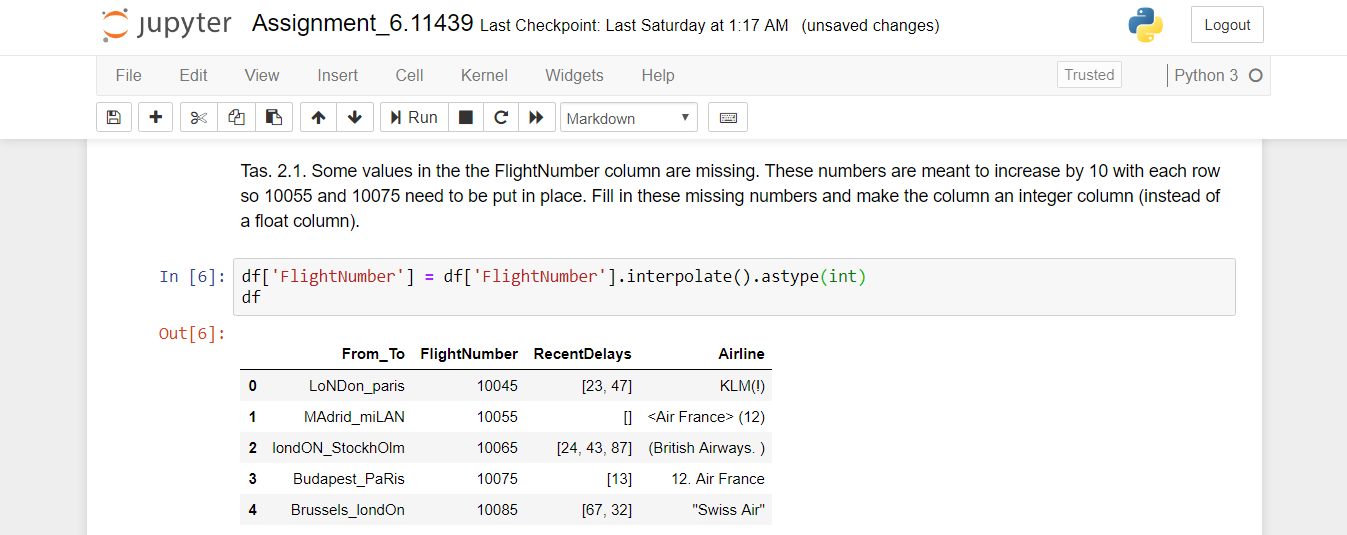 jupyter Assignment_6.11439 Last Checkpoint: Last Saturday at 1:17 AM (unsaved changes) Logout
File Edit View Insert Cell Kernel Widgets Help Trusted Python 3
Run Markdown
Tas. 2.1. Some values in the the FlightNumber column are missing. These numbers are meant to increase by 10 with each row
so 10055 and 10075 need to be put in place. Fill in these missing numbers and make the column an integer column (instead of
a float column).
In [6]: df['FlightNumber'] = df['FlightNumber'].interpolate().astype(int)
df
Out[6]:
From_To FlightNumber RecentDelays Airline
0 LoNDon_paris 10045 [23, 47] KLM(!)
1 MAdrid_miLAN 10055 [] <Air France> (12)
2 londON_StockhOlm 10065 [24, 43, 87] (British Airways. )
3 Budapest_PaRis 10075 [13] 12. Air France
4 Brussels_londOn 10085 [67, 32] "Swiss Air"